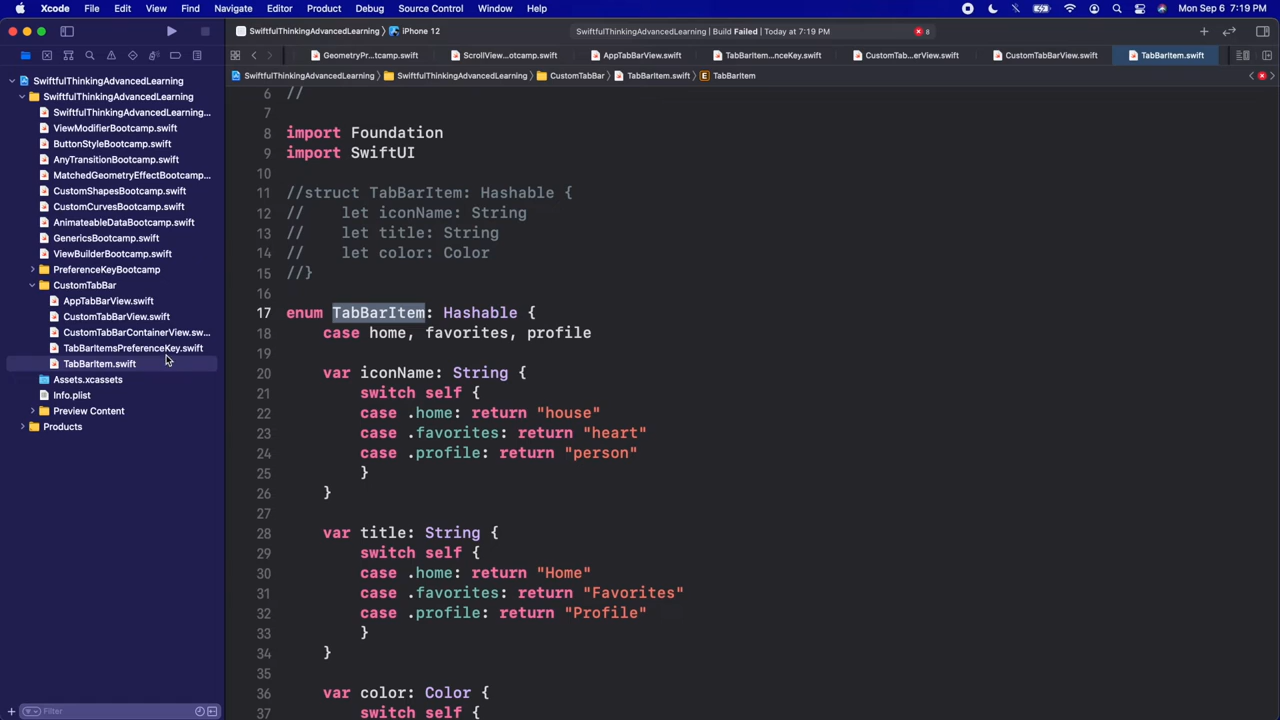 Xcode File Edit View Find Navigate Editor Product Debug Source Control Window Help Mon Sep 6 7:19 PM
SwiftfulThinkingAdvancedLearning iPhone 12 SwiftfulThinkingAdvancedLearning | Build Failed | Today at 7:19 PM 8
GeometryPr...tcamp.swift ScrollView...otcamp.swift AppTabBarView.swift TabBarItem...nceKey.swift CustomTab...erView.swift CustomTabBarView.swift TabBarItem.swift
SwiftfulThinkingAdvancedLearning SwiftfulThinkingAdvancedLearning CustomTabBar TabBarItem.swift E TabBarItem
SwiftfulThinkingAdvancedLearning
SwiftfulThinkingAdvancedLearning
SwiftfulThinkingAdvancedLearning...
ViewModifierBootcamp.swift
ButtonStyleBootcamp.swift
AnyTransitionBootcamp.swift
MatchedGeometryEffectBootcamp...
CustomShapesBootcamp.swift
CustomCurvesBootcamp.swift
AnimateableDataBootcamp.swift
GenericsBootcamp.swift
ViewBuilderBootcamp.swift
PreferenceKeyBootcamp
CustomTabBar
AppTabBarView.swift
CustomTabBarView.swift
CustomTabBarContainerView.sw...
TabBarItemsPreferenceKey.swift
TabBarItem.swift
Assets.xcassets
Info.plist
Preview Content
Products
Filter
6 //
7
8 import Foundation
9 import SwiftUI
10
11 //struct TabBarItem: Hashable {
12 //    let iconName: String
13 //    let title: String
14 //    let color: Color
15 //}
16
17 enum TabBarItem: Hashable {
18     case home, favorites, profile
19
20     var iconName: String {
21         switch self {
22         case .home: return "house"
23         case .favorites: return "heart"
24         case .profile: return "person"
25         }
26     }
27
28     var title: String {
29         switch self {
30         case .home: return "Home"
31         case .favorites: return "Favorites"
32         case .profile: return "Profile"
33         }
34     }
35
36     var color: Color {
37         switch self {